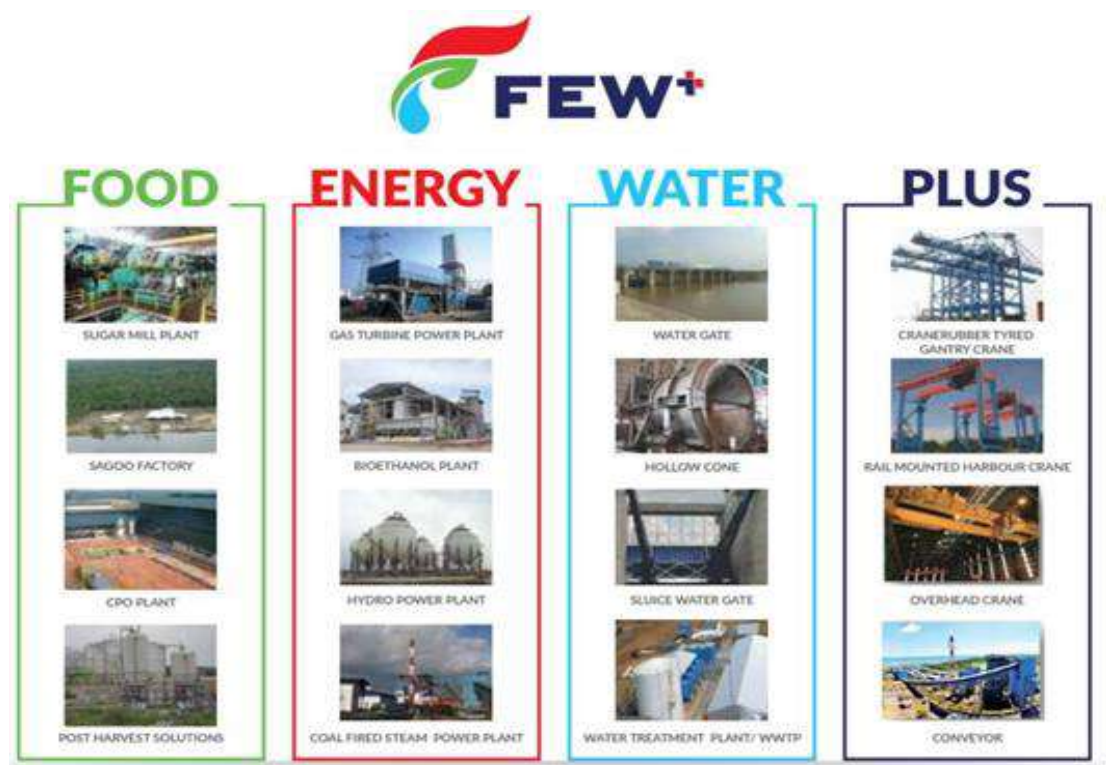 FEW+
FOOD
SUGAR MILL PLANT
SAGOO FACTORY
CPO PLANT
POST HARVEST SOLUTIONS
ENERGY
GAS TURBINE POWER PLANT
BIOETHANOL PLANT
HYDRO POWER PLANT
COAL FIRED STEAM POWER PLANT
WATER
WATER GATE
HOLLOW CONE
SLUICE WATER GATE
WATER TREATMENT PLANT/ WWTP
PLUS
CRANERUBBER TYRED
GANTRY CRANE
RAIL MOUNTED HARBOUR CRANE
OVERHEAD CRANE
CONVEYOR